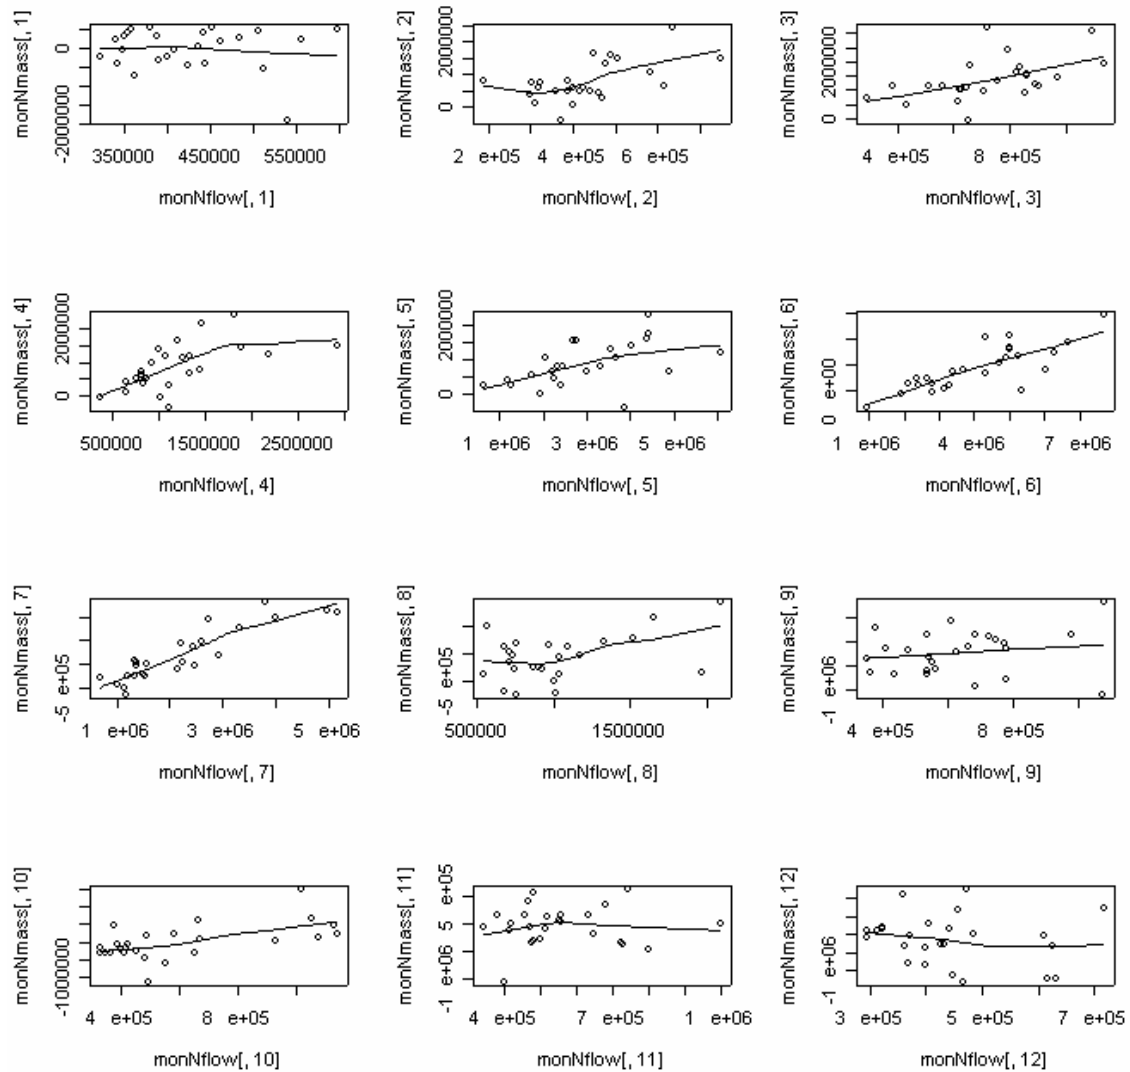 monNmass[, 1]
-2000000 0
350000 450000 550000
monNflow[, 1]
monNmass[, 2]
0 2000000
2 e+05 4 e+05 6 e+05
monNflow[, 2]
monNmass[, 3]
0 2000000
4 e+05 8 e+05
monNflow[, 3]
monNmass[, 4]
0 2000000
500000 1500000 2500000
monNflow[, 4]
monNmass[, 5]
0 2000000
1 e+06 3 e+06 5 e+06
monNflow[, 5]
monNmass[, 6]
0 e+00
1 e+06 4 e+06 7 e+06
monNflow[, 6]
monNmass[, 7]
-5 e+05
1 e+06 3 e+06 5 e+06
monNflow[, 7]
monNmass[, 8]
-5 e+05
500000 1500000
monNflow[, 8]
monNmass[, 9]
-1 e+06
4 e+05 8 e+05
monNflow[, 9]
monNmass[, 10]
-1000000
4 e+05 8 e+05
monNflow[, 10]
monNmass[, 11]
-1 e+06 5 e+05
4 e+05 7 e+05 1 e+06
monNflow[, 11]
monNmass[, 12]
-1 e+06
3 e+05 5 e+05 7 e+05
monNflow[, 12]